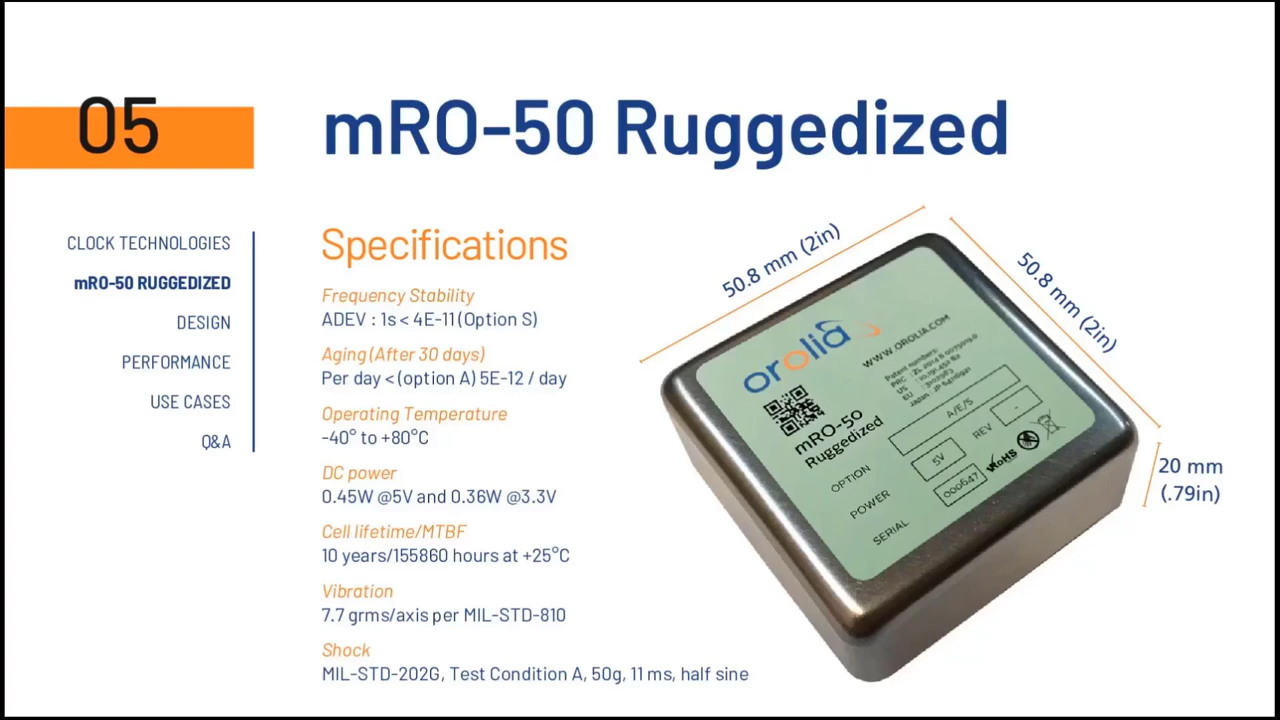 05
mRO-50 Ruggedized
CLOCK TECHNOLOGIES
mRO-50 RUGGEDIZED
DESIGN
PERFORMANCE
USE CASES
Q&A
Specifications
Frequency Stability
ADEV : 1s < 4E-11 (Option S)
Aging (After 30 days)
Per day < (option A) 5E-12 / day
Operating Temperature
-40° to +80°C
DC power
0.45W @5V and 0.36W @3.3V
Cell lifetime/MTBF
10 years/155860 hours at +25°C
Vibration
7.7 grms/axis per MIL-STD-810
Shock
MIL-STD-202G, Test Condition A, 50g, 11 ms, half sine
50.8 mm (2in)
50.8 mm (2in)
20 mm
(.79in)
orolia
WWW.OROLIA.COM
Patent numbers:
mRO-50
Ruggedized
OPTION
A/E/S
POWER
5V
REV
-
SERIAL
000647
RoHS